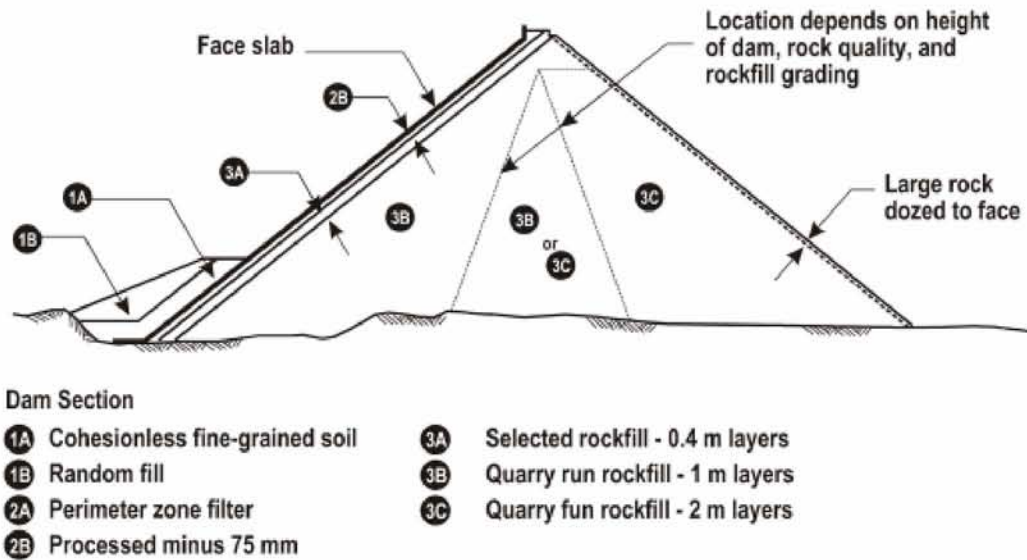 Location depends on height
of dam, rock quality, and
rockfill grading
Face slab
2B
3A
1A
1B
3B
3B
or
3C
3C
Large rock
dozed to face
Dam Section
1A Cohesionless fine-grained soil
1B Random fill
2A Perimeter zone filter
2B Processed minus 75 mm
3A Selected rockfill - 0.4 m layers
3B Quarry run rockfill - 1 m layers
3C Quarry fun rockfill - 2 m layers